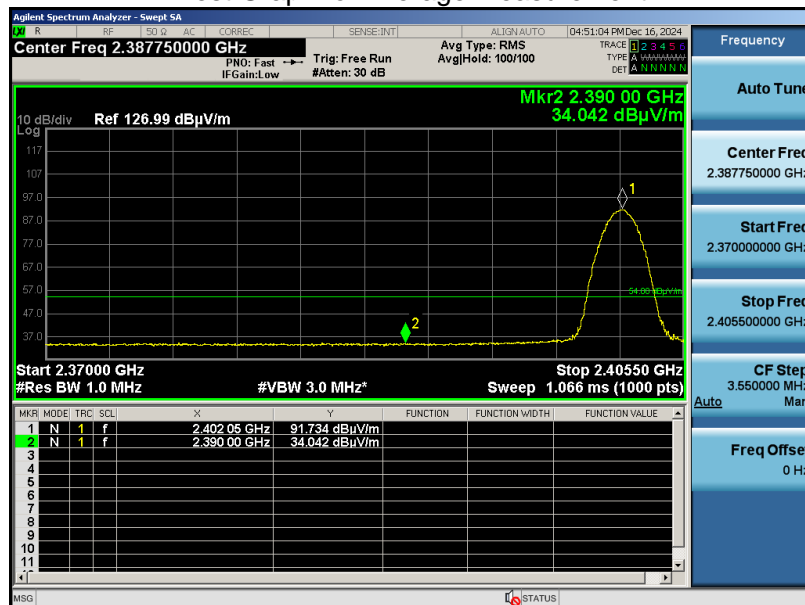 Agilent Spectrum Analyzer - Swept SA
LXI R RF 50 Ω AC CORREC SENSE:INT ALIGN AUTO 04:51:04 PM Dec 16, 2024
Center Freq 2.387750000 GHz
PNO: Fast
IFGain:Low
Trig: Free Run
#Atten: 30 dB
Avg Type: RMS
Avg|Hold: 100/100
TRACE 1 2 3 4 5 6
TYPE A WWWWW
DET A N N N N N
Mkr2 2.390 00 GHz
34.042 dBµV/m
10 dB/div Ref 126.99 dBµV/m
Log
117
107
97.0
87.0
77.0
67.0
57.0
47.0
37.0
1
2
54.00 dBµV/m
Start 2.37000 GHz Stop 2.40550 GHz
#Res BW 1.0 MHz #VBW 3.0 MHz* Sweep 1.066 ms (1000 pts)
MKR MODE TRC SCL X Y FUNCTION FUNCTION WIDTH FUNCTION VALUE
1 N 1 f 2.402 05 GHz 91.734 dBµV/m
2 N 1 f 2.390 00 GHz 34.042 dBµV/m
3
4
5
6
7
8
9
10
11
MSG STATUS
Frequency
Auto Tune
Center Freq
2.387750000 GHz
Start Freq
2.370000000 GHz
Stop Freq
2.405500000 GHz
CF Step
3.550000 MHz
Auto Man
Freq Offset
0 Hz